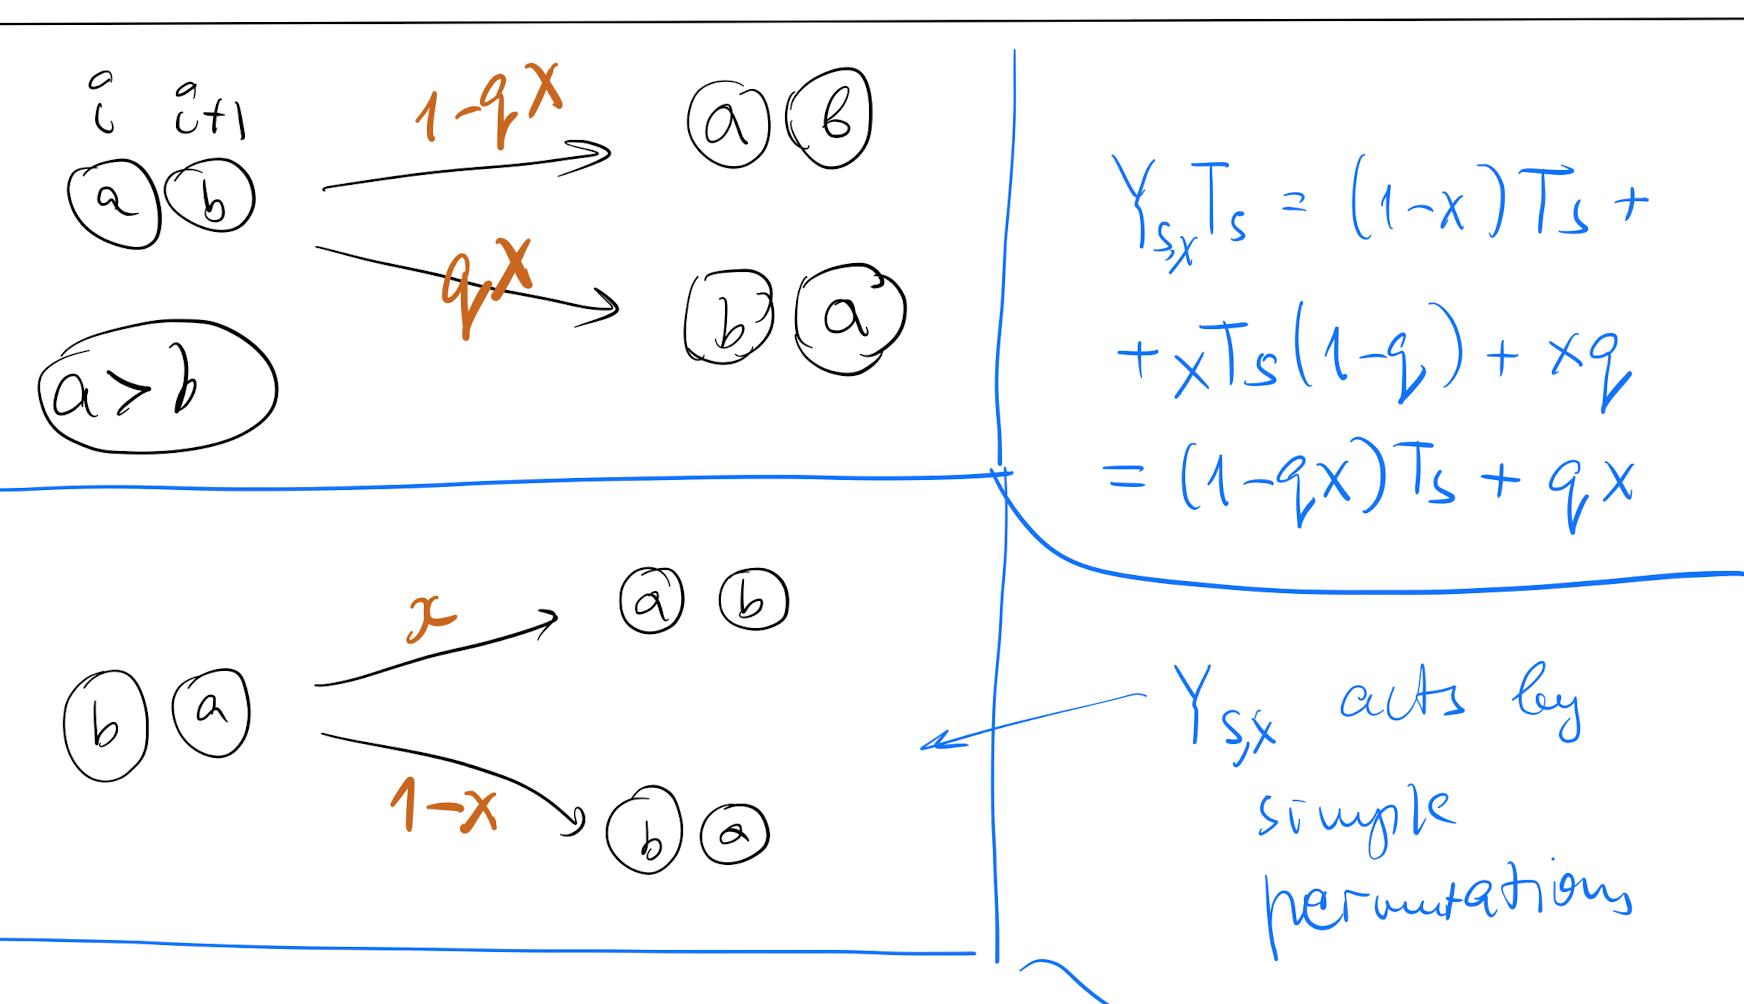 i i+1
a b
1-qx
a b
qx
b a
a > b
Y_{s,x} T_s = (1-x) T_s +
+ x T_s (1-q) + xq
= (1-qx) T_s + qx
b a
x
a b
1-x
b a
Y_{s,x} acts by
simple
permutations